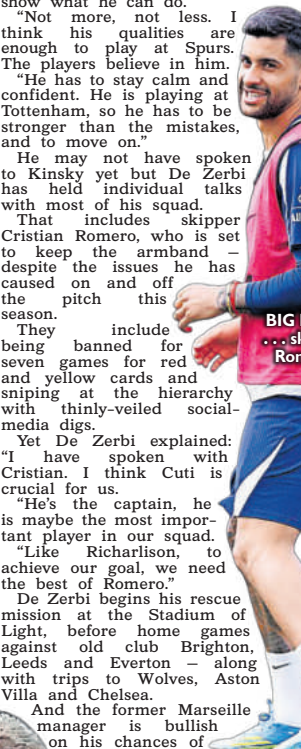 show what he can do.
“Not more, not less. I
think his qualities are
enough to play at Spurs.
The players believe in him.
“He has to stay calm and
confident. He is playing at
Tottenham, so he has to be
stronger than the mistakes,
and to move on.”
He may not have spoken
to Kinsky yet but De Zerbi
has held individual talks
with most of his squad.
That includes skipper
Cristian Romero, who is set
to keep the armband –
despite the issues he has
caused on and off
the pitch this
season.
They include
being banned for
seven games for red
and yellow cards and
sniping at the hierarchy
with thinly-veiled social-
media digs.
Yet De Zerbi explained:
“I have spoken with
Cristian. I think Cuti is
crucial for us.
“He’s the captain, he
is maybe the most impor-
tant player in our squad.
“Like Richarlison, to
achieve our goal, we need
the best of Romero.”
De Zerbi begins his rescue
mission at the Stadium of
Light, before home games
against old club Brighton,
Leeds and Everton – along
with trips to Wolves, Aston
Villa and Chelsea.
And the former Marseille
manager is bullish
on his chances of
BIG
. . . sk
Rom